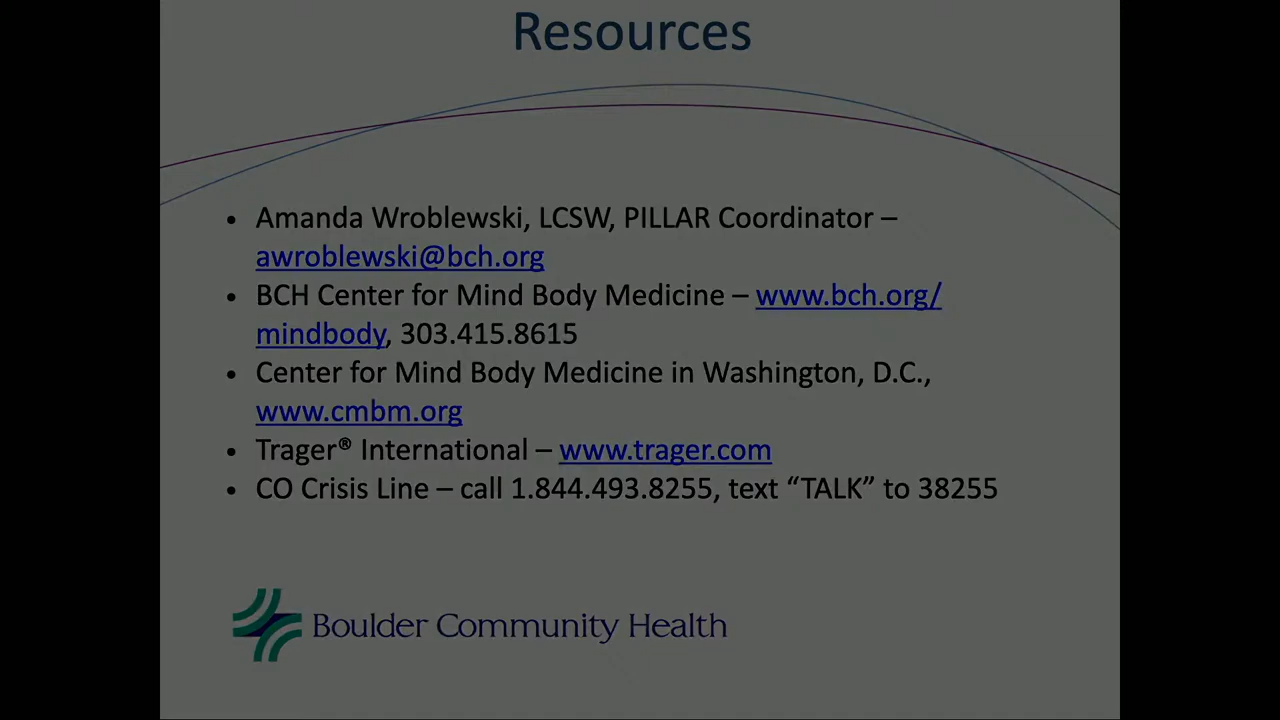 Resources
• Amanda Wroblewski, LCSW, PILLAR Coordinator –
awroblewski@bch.org
• BCH Center for Mind Body Medicine – www.bch.org/
mindbody, 303.415.8615
• Center for Mind Body Medicine in Washington, D.C.,
www.cmbm.org
• Trager® International – www.trager.com
• CO Crisis Line – call 1.844.493.8255, text “TALK” to 38255
Boulder Community Health